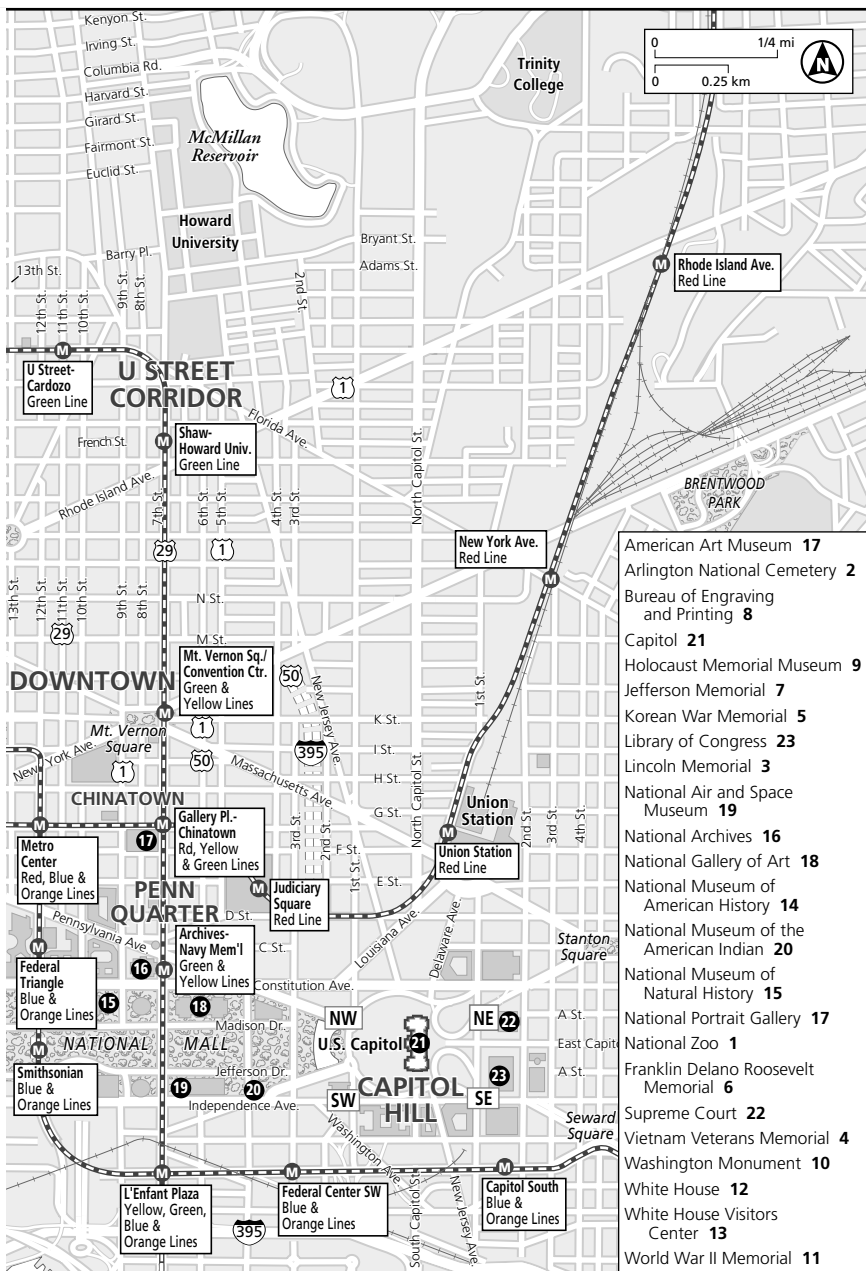 Kenyon St.
Irving St.
Columbia Rd.
Harvard St.
Girard St.
Fairmont St.
Euclid St.
McMillan
Reservoir
Trinity
College
0 1/4 mi
0 0.25 km
N
Howard
University
Barry Pl.
Bryant St.
Adams St.
2nd St.
13th St.
12th St.
11th St.
10th St.
9th St.
8th St.
M
Rhode Island Ave.
Red Line
M
U Street-
Cardozo
Green Line
U STREET
CORRIDOR
1
Florida Ave.
French St.
M
Shaw-
Howard Univ.
Green Line
Rhode Island Ave.
7th St.
6th St.
5th St.
4th St.
3rd St.
North Capitol St.
BRENTWOOD
PARK
29
1
New York Ave.
Red Line
M
13th St.
12th St.
11th St.
10th St.
9th St.
8th St.
N St.
29
M St.
Mt. Vernon Sq./
Convention Ctr.
Green &
Yellow Lines
50
DOWNTOWN
New Jersey Ave.
1st St.
M
Mt. Vernon
Square
1
K St.
New York Ave.
50
395
I St.
1
Massachusetts Ave.
H St.
North Capitol St.
CHINATOWN
G St.
Union
Station
M
M
17
Gallery Pl.-
Chinatown
Rd, Yellow
& Green Lines
3rd St.
2nd St.
F St.
1st St.
M
2nd St.
3rd St.
4th St.
Metro
Center
Red, Blue &
Orange Lines
Union Station
Red Line
E St.
M
Judiciary
Square
Red Line
PENN
QUARTER
D St.
Pennsylvania Ave.
Archives-
Navy Mem'l
Green &
Yellow Lines
C St.
Louisiana Ave.
Delaware Ave.
Stanton
Square
M
16
M
Federal
Triangle
Blue &
Orange Lines
Constitution Ave.
15
18
NW
NE
22
A St.
Madison Dr.
U.S. Capitol
21
East Capito
NATIONAL MALL
M
Jefferson Dr.
CAPITOL
HILL
23
A St.
Smithsonian
Blue &
Orange Lines
19
20
Independence Ave.
SW
SE
Seward
Square
Washington Ave.
M
M
M
L'Enfant Plaza
Yellow, Green,
Blue &
Orange Lines
Federal Center SW
Blue &
Orange Lines
Capitol South
Blue &
Orange Lines
395
South Capitol St.
New Jersey Ave.
American Art Museum 17
Arlington National Cemetery 2
Bureau of Engraving
and Printing 8
Capitol 21
Holocaust Memorial Museum 9
Jefferson Memorial 7
Korean War Memorial 5
Library of Congress 23
Lincoln Memorial 3
National Air and Space
Museum 19
National Archives 16
National Gallery of Art 18
National Museum of
American History 14
National Museum of the
American Indian 20
National Museum of
Natural History 15
National Portrait Gallery 17
National Zoo 1
Franklin Delano Roosevelt
Memorial 6
Supreme Court 22
Vietnam Veterans Memorial 4
Washington Monument 10
White House 12
White House Visitors
Center 13
World War II Memorial 11